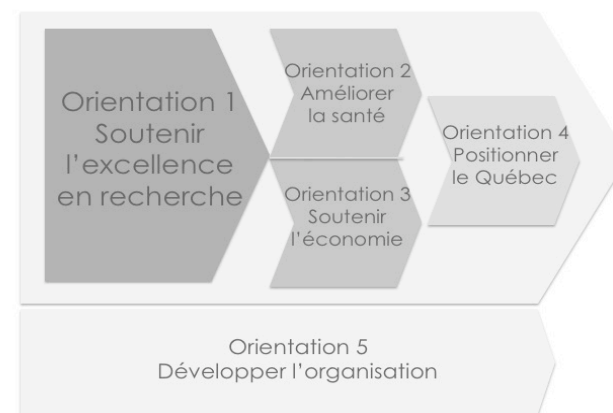 Orientation 1
Soutenir
l'excellence
en recherche
Orientation 2
Améliorer
la santé
Orientation 3
Soutenir
l'économie
Orientation 4
Positionner
le Québec
Orientation 5
Développer l'organisation